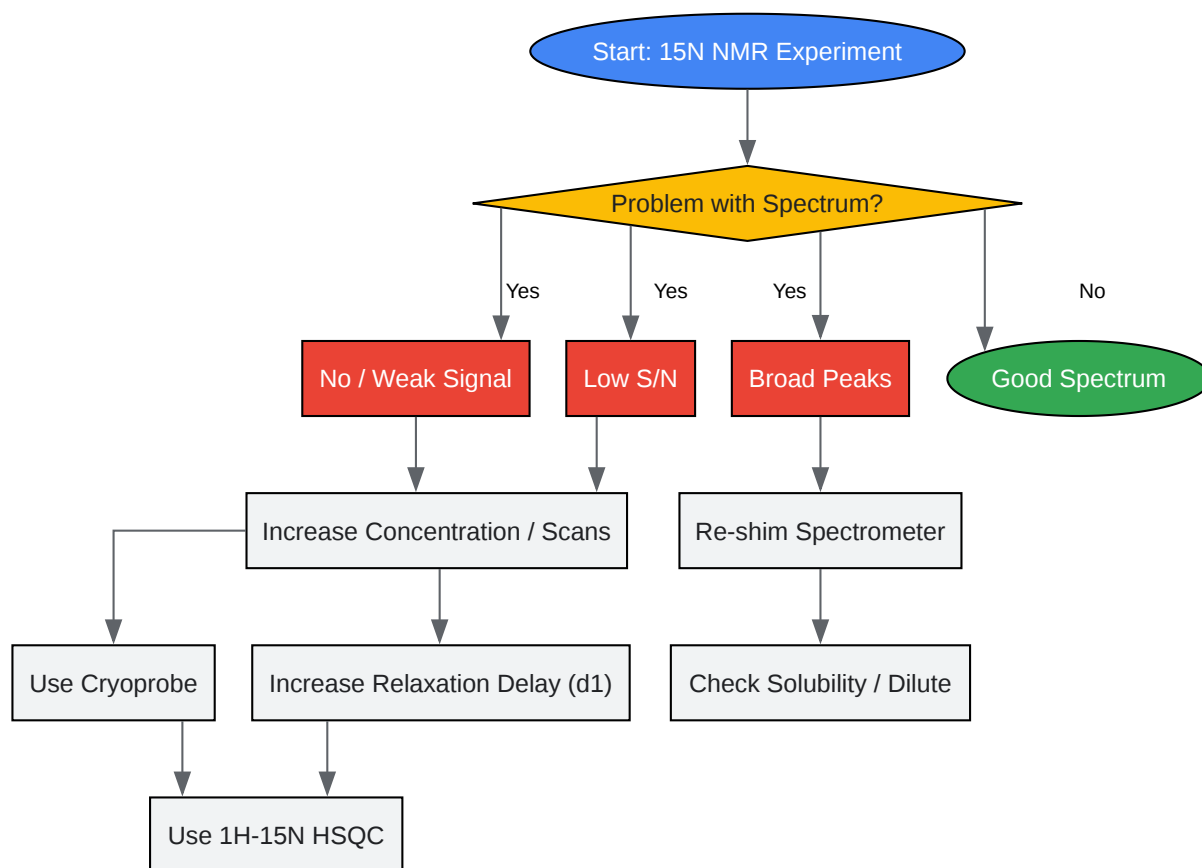 Start: 15N NMR Experiment
Problem with Spectrum?
Yes
Yes
Yes
No
No / Weak Signal
Low S/N
Broad Peaks
Good Spectrum
Increase Concentration / Scans
Re-shim Spectrometer
Use Cryoprobe
Increase Relaxation Delay (d1)
Check Solubility / Dilute
Use 1H-15N HSQC